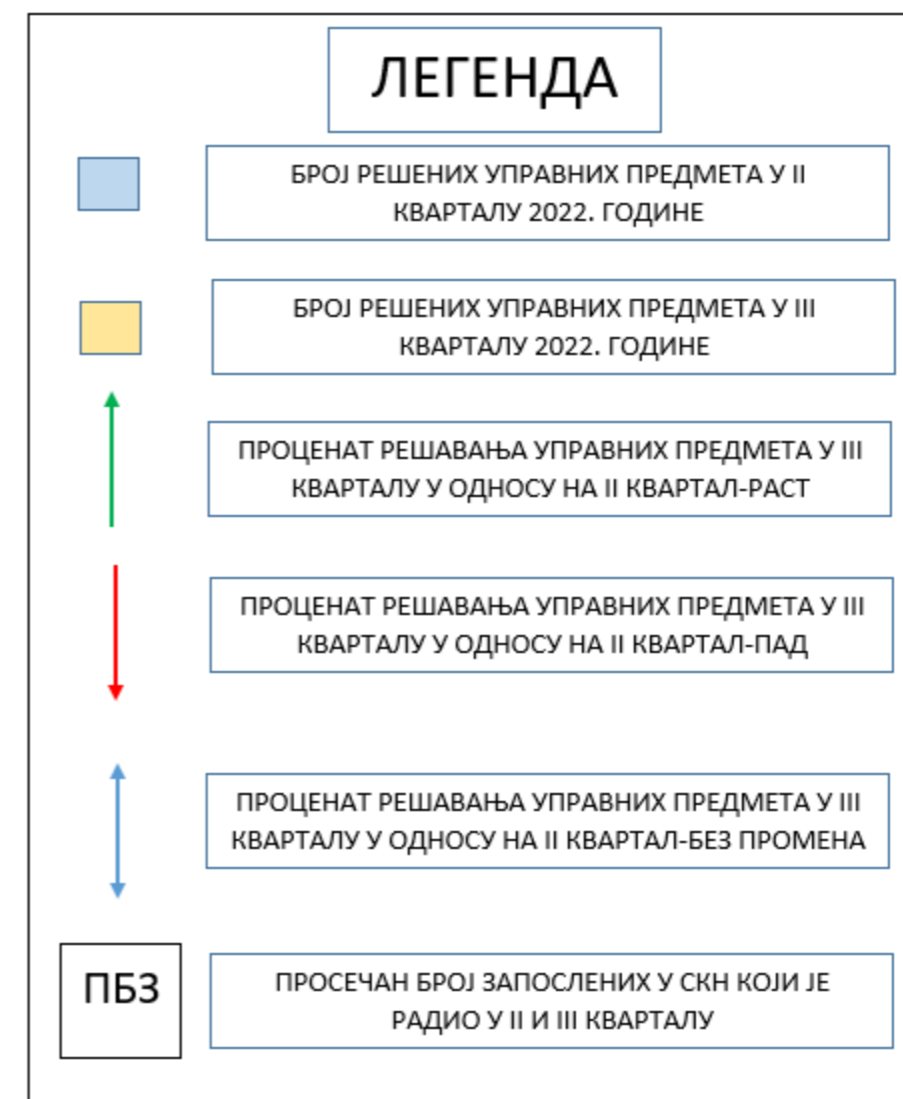 ЛЕГЕНДА
БРОЈ РЕШЕНИХ УПРАВНИХ ПРЕДМЕТА У II
КВАРТАЛУ 2022. ГОДИНЕ
БРОЈ РЕШЕНИХ УПРАВНИХ ПРЕДМЕТА У III
КВАРТАЛУ 2022. ГОДИНЕ
ПРОЦЕНАТ РЕШАВАЊА УПРАВНИХ ПРЕДМЕТА У III
КВАРТАЛУ У ОДНОСУ НА II КВАРТАЛ-РАСТ
ПРОЦЕНАТ РЕШАВАЊА УПРАВНИХ ПРЕДМЕТА У III
КВАРТАЛУ У ОДНОСУ НА II КВАРТАЛ-ПАД
ПРОЦЕНАТ РЕШАВАЊА УПРАВНИХ ПРЕДМЕТА У III
КВАРТАЛУ У ОДНОСУ НА II КВАРТАЛ-БЕЗ ПРОМЕНА
ПБЗ
ПРОСЕЧАН БРОЈ ЗАПОСЛЕНИХ У СКН КОЈИ ЈЕ
РАДИО У II И III КВАРТАЛУ